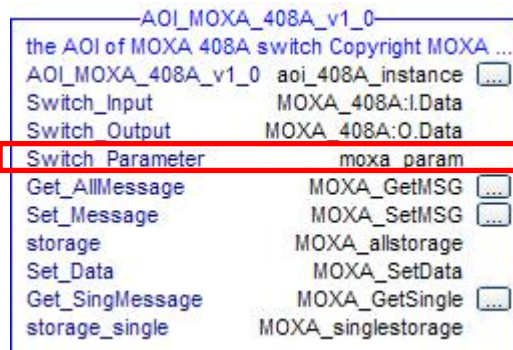 AOI_MOXA_408A_v1_0
the AOI of MOXA 408A switch Copyright MOXA ...
AOI_MOXA_408A_v1_0 aoi_408A_instance ...
Switch_Input MOXA_408A:I.Data
Switch_Output MOXA_408A:O.Data
Switch_Parameter moxa_param
Get_AllMessage MOXA_GetMSG ...
Set_Message MOXA_SetMSG ...
storage MOXA_allstorage
Set_Data MOXA_SetData
Get_SingMessage MOXA_GetSingle ...
storage_single MOXA_singlestorage